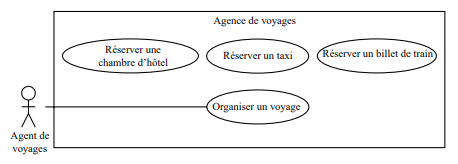 Agence de voyages
Réserver une
chambre d’hôtel
Réserver un taxi
Réserver un billet de train
Organiser un voyage
Agent de
voyages